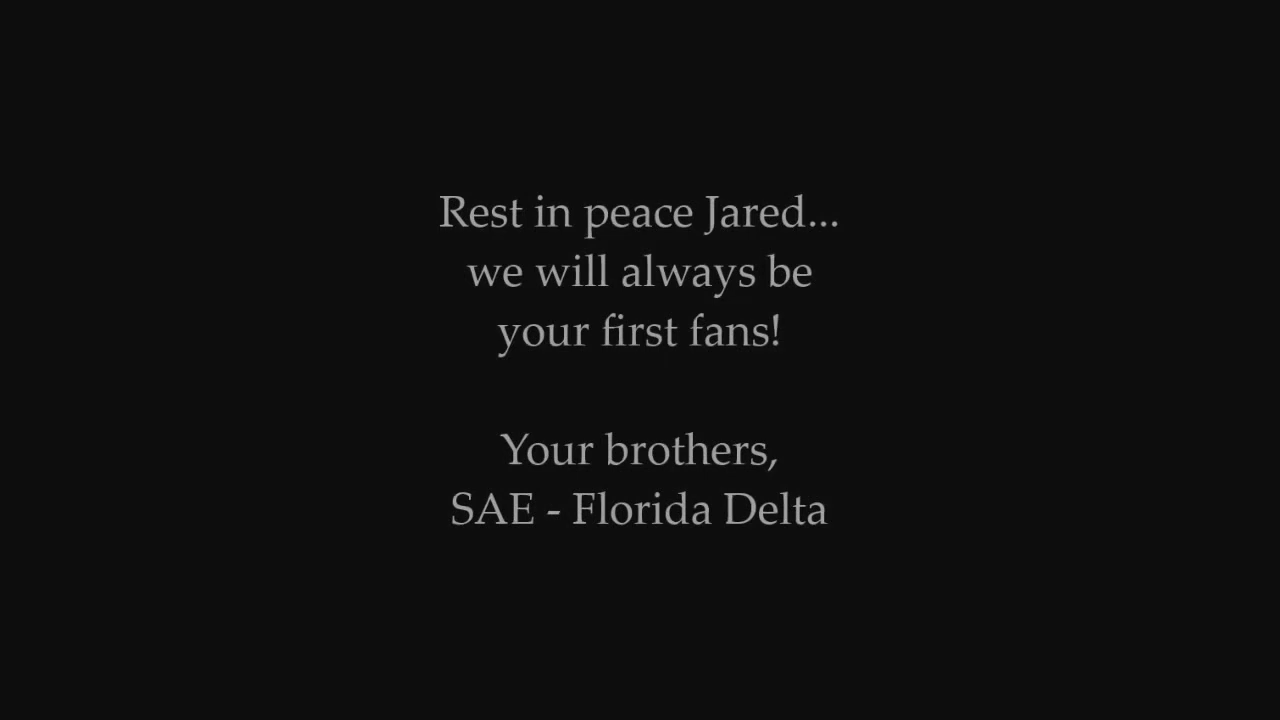 Rest in peace Jared...
we will always be
your first fans!
Your brothers,
SAE - Florida Delta